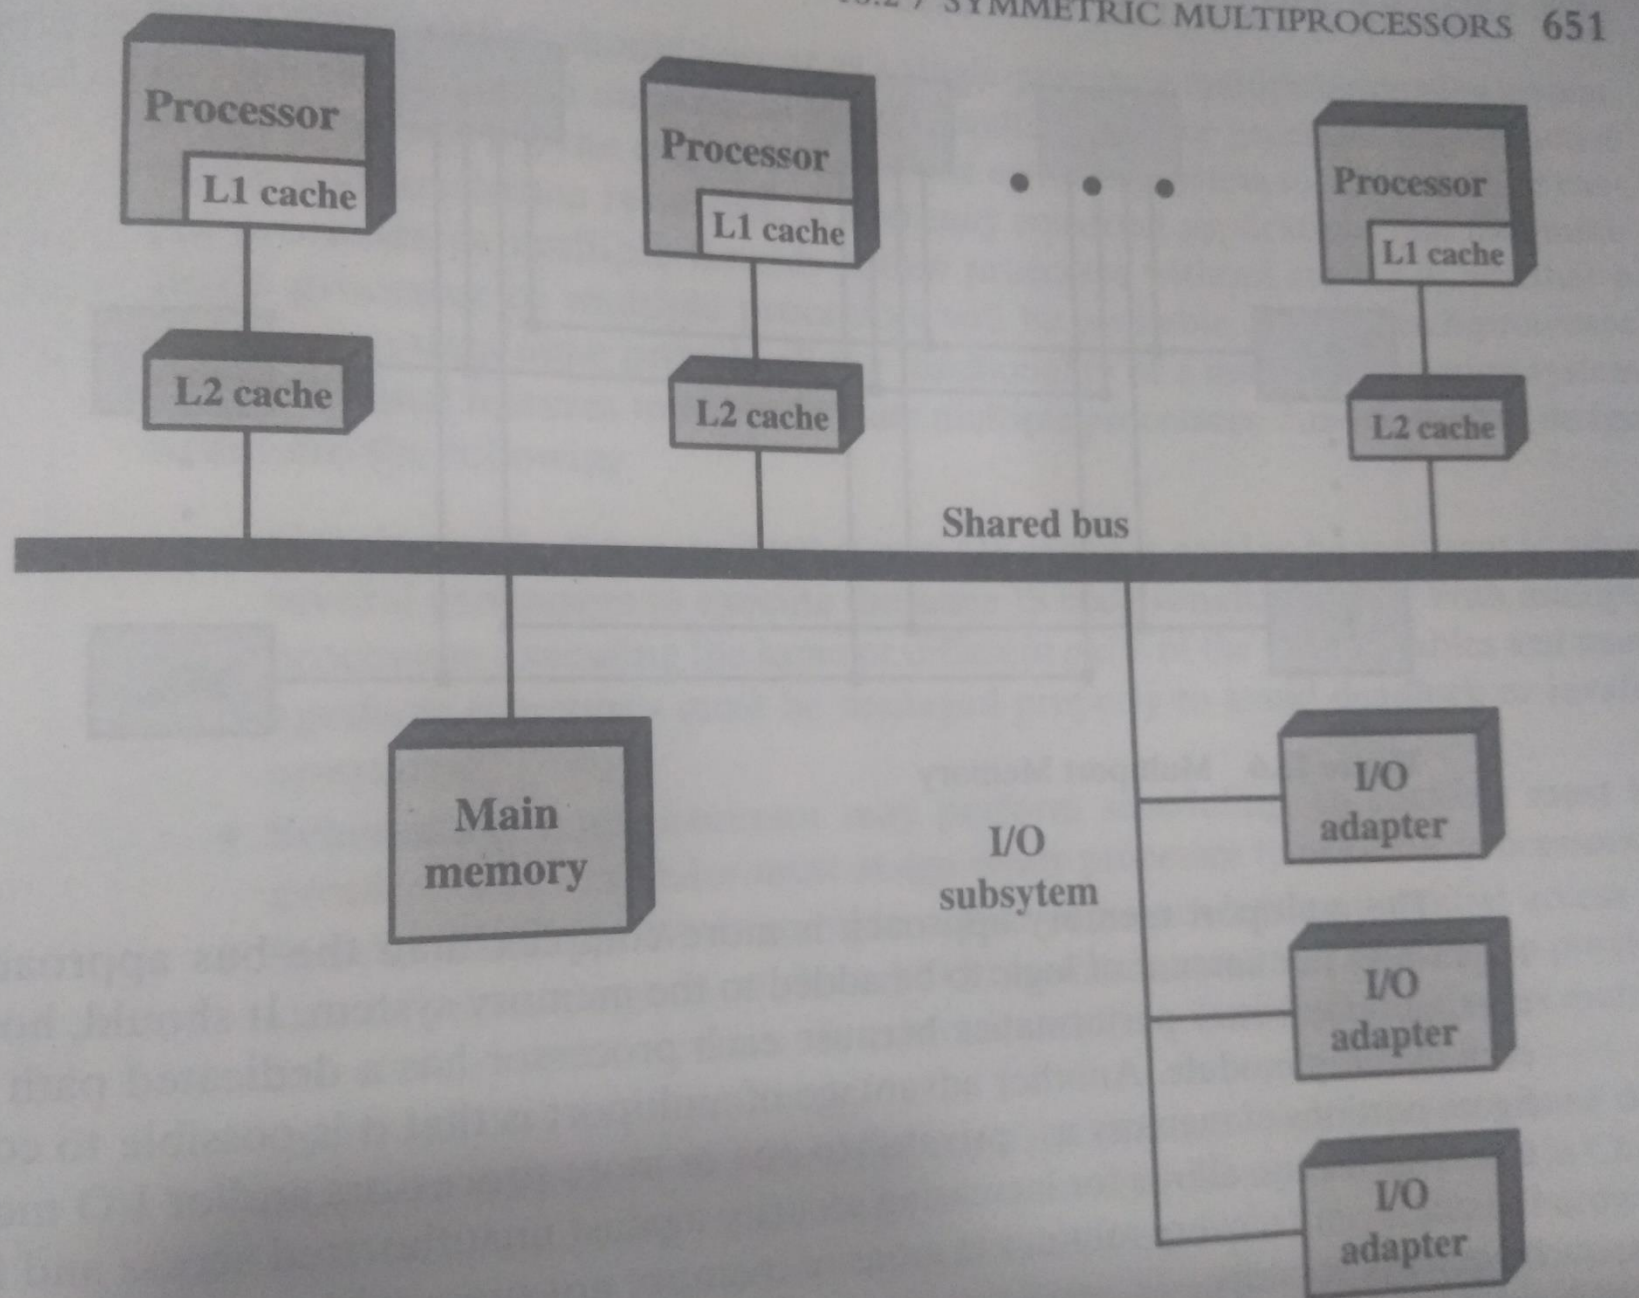 SYMMETRIC MULTIPROCESSORS 651
Processor
L1 cache
Processor
L1 cache
• • •
Processor
L1 cache
L2 cache
L2 cache
L2 cache
Shared bus
Main
memory
I/O
subsytem
I/O
adapter
I/O
adapter
I/O
adapter